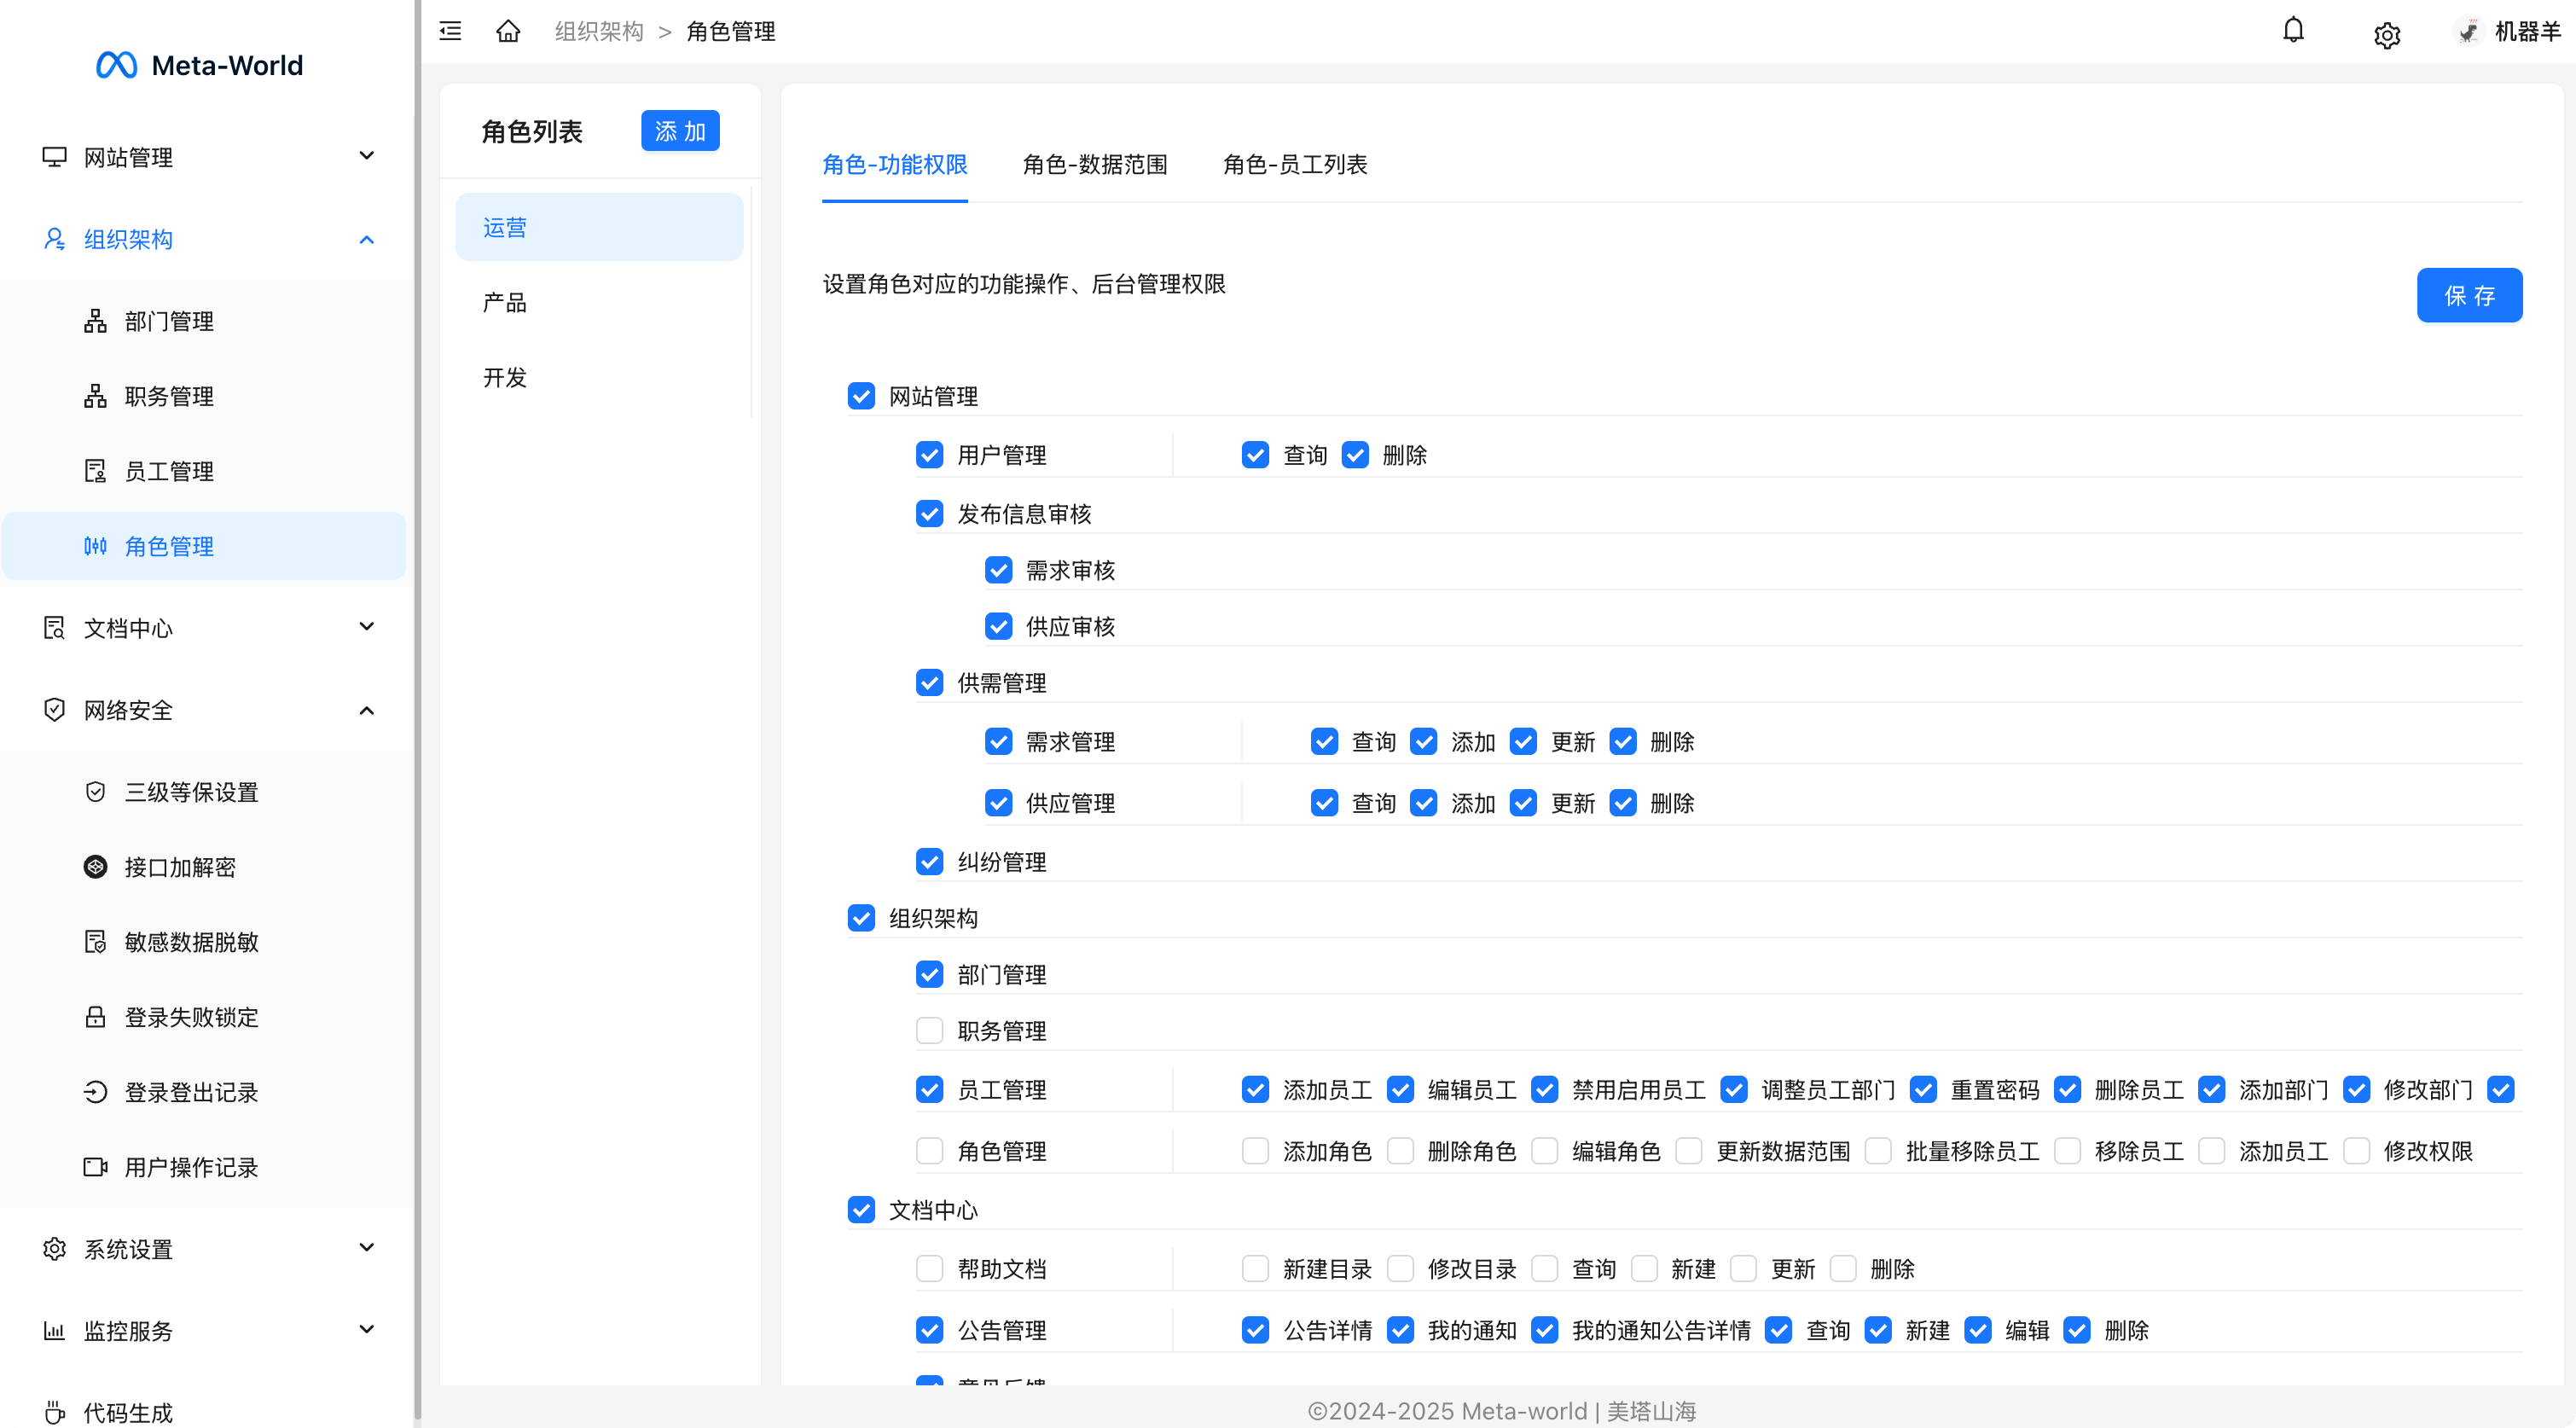 Meta-World
网站管理
组织架构
部门管理
职务管理
员工管理
角色管理
文档中心
网络安全
三级等保设置
接口加解密
敏感数据脱敏
登录失败锁定
登录登出记录
用户操作记录
系统设置
监控服务
代码生成
组织架构 > 角色管理
机器羊
角色列表 添 加
运营
产品
开发
角色-功能权限 角色-数据范围 角色-员工列表
设置角色对应的功能操作、后台管理权限
保 存
网站管理
用户管理 查询 删除
发布信息审核
需求审核
供应审核
供需管理
需求管理 查询 添加 更新 删除
供应管理 查询 添加 更新 删除
纠纷管理
组织架构
部门管理
职务管理
员工管理 添加员工 编辑员工 禁用启用员工 调整员工部门 重置密码 删除员工 添加部门 修改部门
角色管理 添加角色 删除角色 编辑角色 更新数据范围 批量移除员工 移除员工 添加员工 修改权限
文档中心
帮助文档 新建目录 修改目录 查询 新建 更新 删除
公告管理 公告详情 我的通知 我的通知公告详情 查询 新建 编辑 删除
©2024-2025 Meta-world | 美塔山海